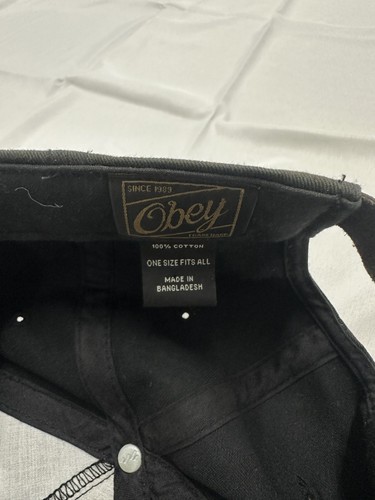 SINCE 1989
Obey
100% COTTON
ONE SIZE FITS ALL
MADE IN
BANGLADESH